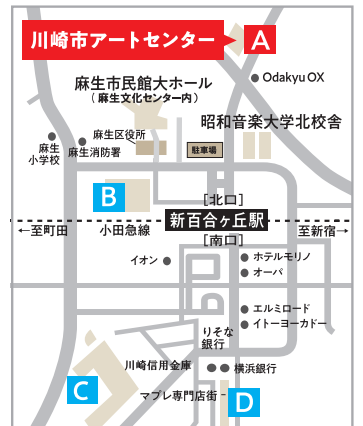 川崎市アートセンター
A
Odakyu OX
麻生市民館大ホール
(麻生文化センター内)
昭和音楽大学北校舎
麻生区役所
麻生
小学校
麻生消防署
駐車場
B
[北口]
新百合ヶ丘駅
[南口]
←至町田
小田急線
至新宿→
イオン
ホテルモリノ
オーパ
エルミロード
イトーヨーカドー
りそな
銀行
川崎信用金庫
横浜銀行
マプレ専門店街
C
D